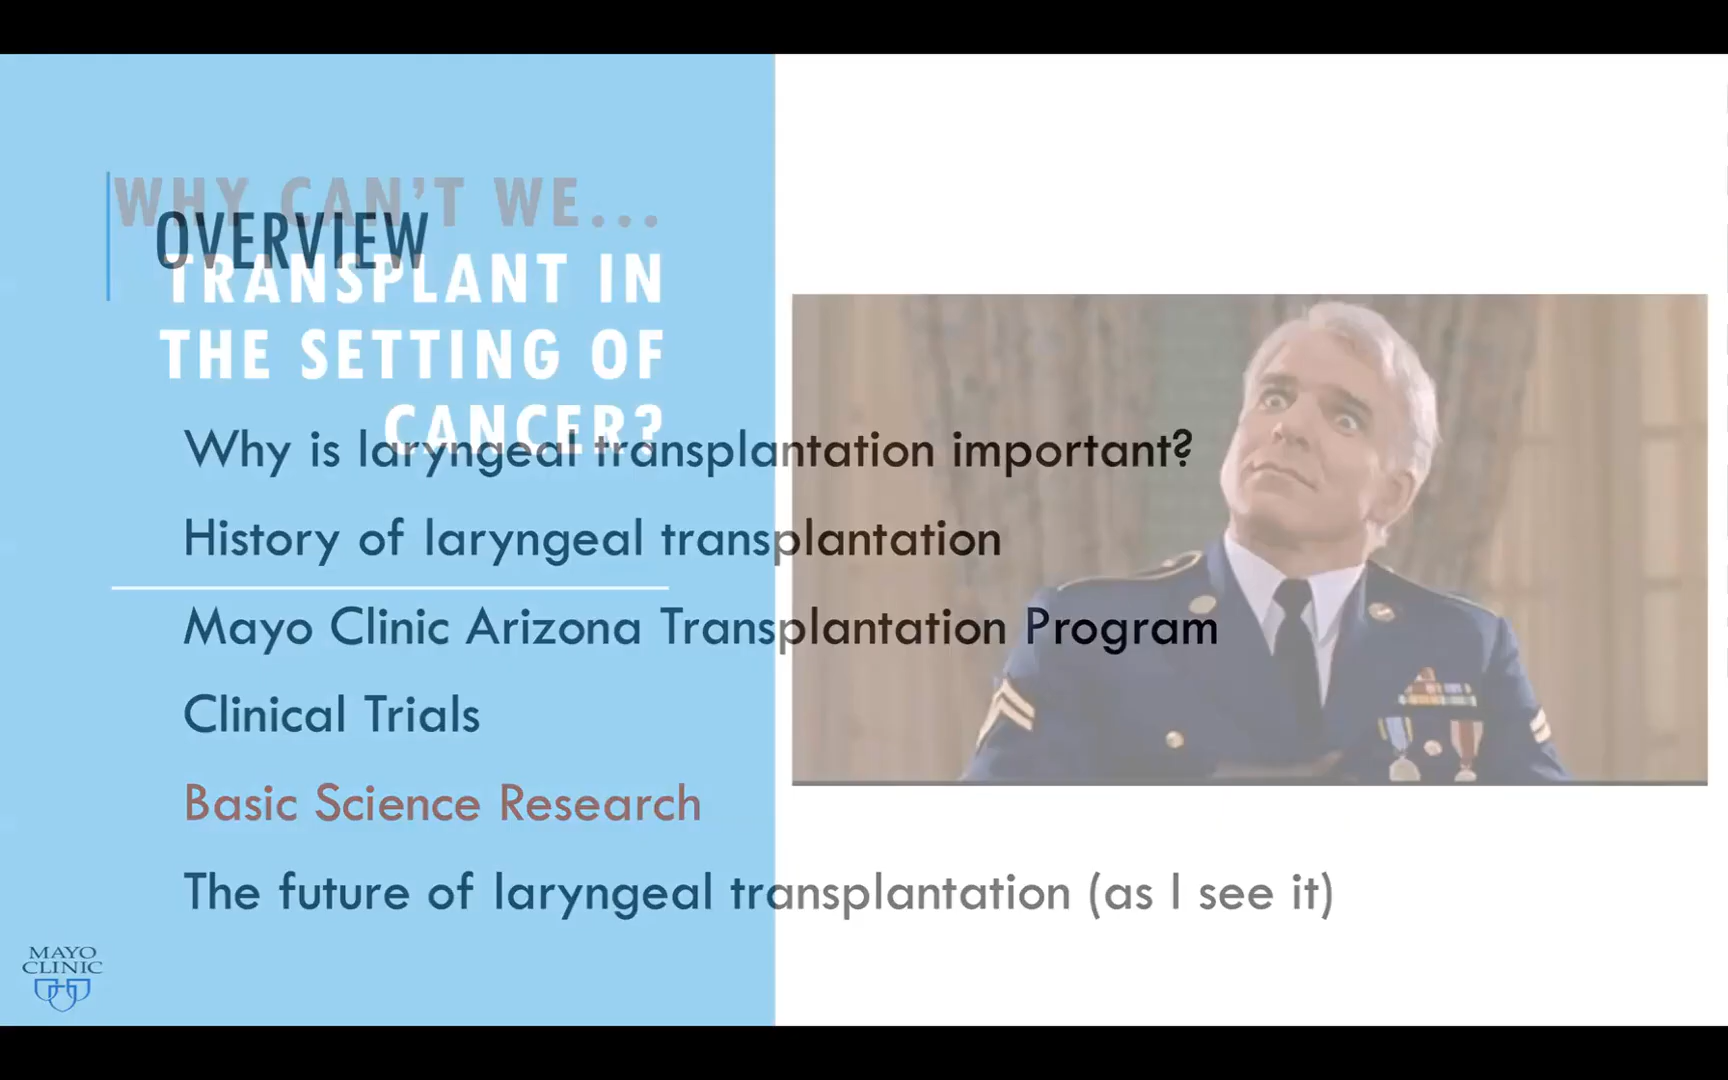 WHY CAN'T WE...
OVERVIEW
TRANSPLANT IN
THE SETTING OF
CANCER?
Why is laryngeal transplantation important?
History of laryngeal transplantation
Mayo Clinic Arizona Transplantation Program
Clinical Trials
Basic Science Research
The future of laryngeal transplantation (as I see it)
MAYO
CLINIC